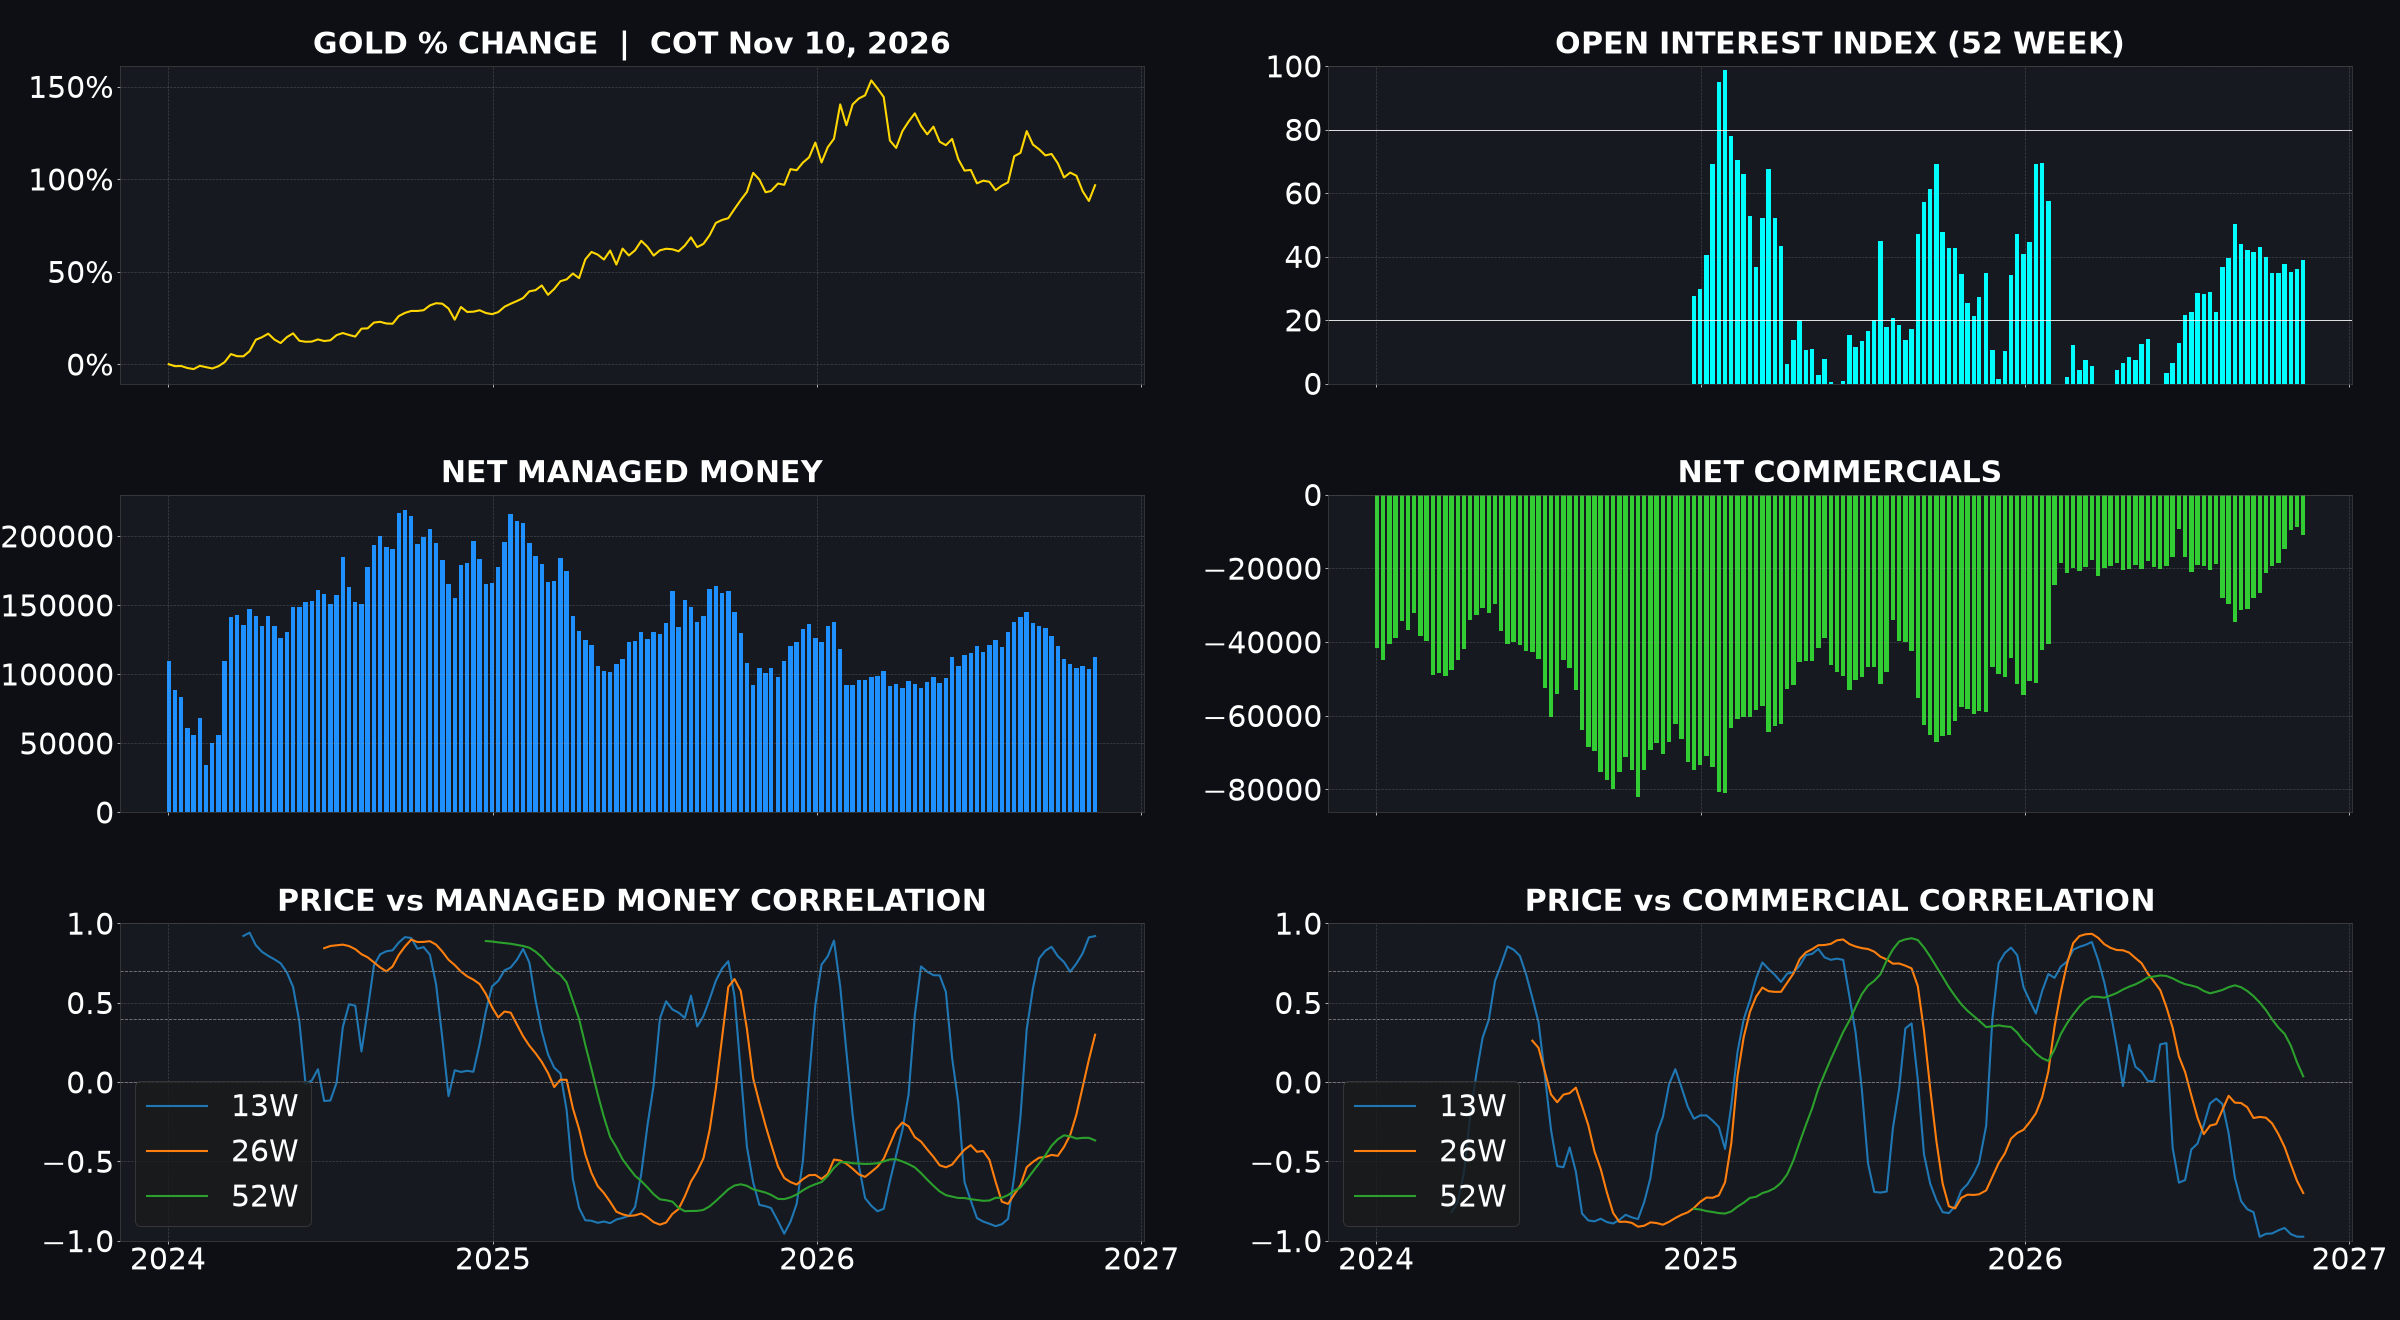 GOLD % CHANGE | COT Nov 10, 2026
150%
100%
50%
0%
OPEN INTEREST INDEX (52 WEEK)
100
80
60
40
20
0
NET MANAGED MONEY
200000
150000
100000
50000
0
NET COMMERCIALS
0
−20000
−40000
−60000
−80000
PRICE vs MANAGED MONEY CORRELATION
1.0
0.5
0.0
−0.5
−1.0
13W
26W
52W
2024 2025 2026 2027
PRICE vs COMMERCIAL CORRELATION
1.0
0.5
0.0
−0.5
−1.0
13W
26W
52W
2024 2025 2026 2027